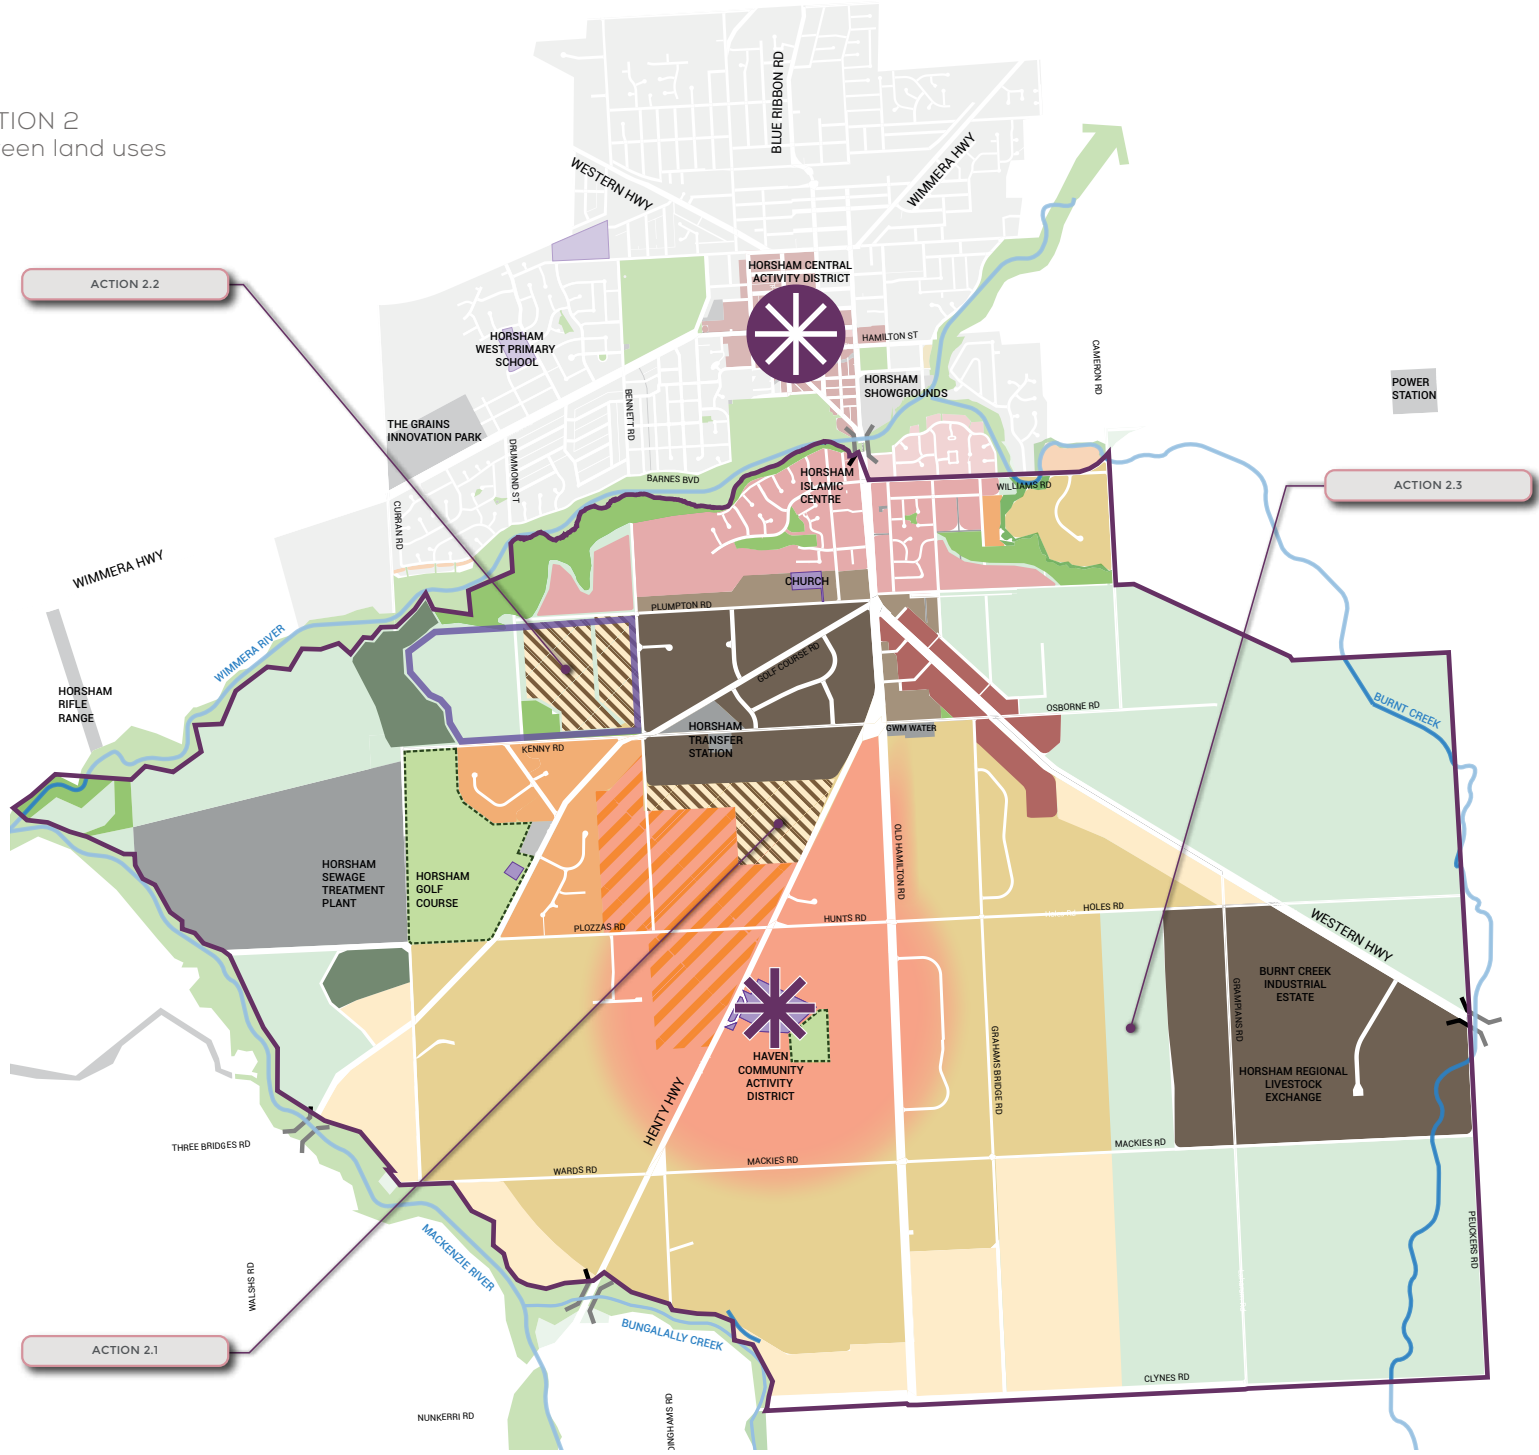 TION 2
een land uses
BLUE RIBBON RD
WESTERN HWY
WIMMERA HWY
ACTION 2.2
HORSHAM CENTRAL
ACTIVITY DISTRICT
HAMILTON ST
HORSHAM
WEST PRIMARY
SCHOOL
HORSHAM
SHOWGROUNDS
CAMERON RD
POWER
STATION
BENNETT RD
THE GRAINS
INNOVATION PARK
DRUMMOND ST
BARNES BVD
HORSHAM
ISLAMIC
CENTRE
WILLIAMS RD
ACTION 2.3
CURRAN RD
WIMMERA HWY
CHURCH
PLUMPTON RD
WIMMERA RIVER
GOLF COURSE RD
HORSHAM
RIFLE
RANGE
BURNT CREEK
OSBORNE RD
HORSHAM
TRANSFER
STATION
GWM WATER
KENNY RD
OLD HAMILTON RD
HORSHAM
SEWAGE
TREATMENT
PLANT
HORSHAM
GOLF
COURSE
HOLES RD
HUNTS RD
PLOZZAS RD
WESTERN HWY
BURNT CREEK
INDUSTRIAL
ESTATE
GRAMPIANS RD
GRAHAMS BRIDGE RD
HAVEN
COMMUNITY
ACTIVITY
DISTRICT
HORSHAM REGIONAL
LIVESTOCK
EXCHANGE
HENTY HWY
THREE BRIDGES RD
MACKIES RD
MACKIES RD
WARDS RD
PEUCKERS RD
MACKENZIE RIVER
WALSHS RD
BUNGALALLY CREEK
ACTION 2.1
CLYNES RD
NUNKERRI RD
INGHAMS RD